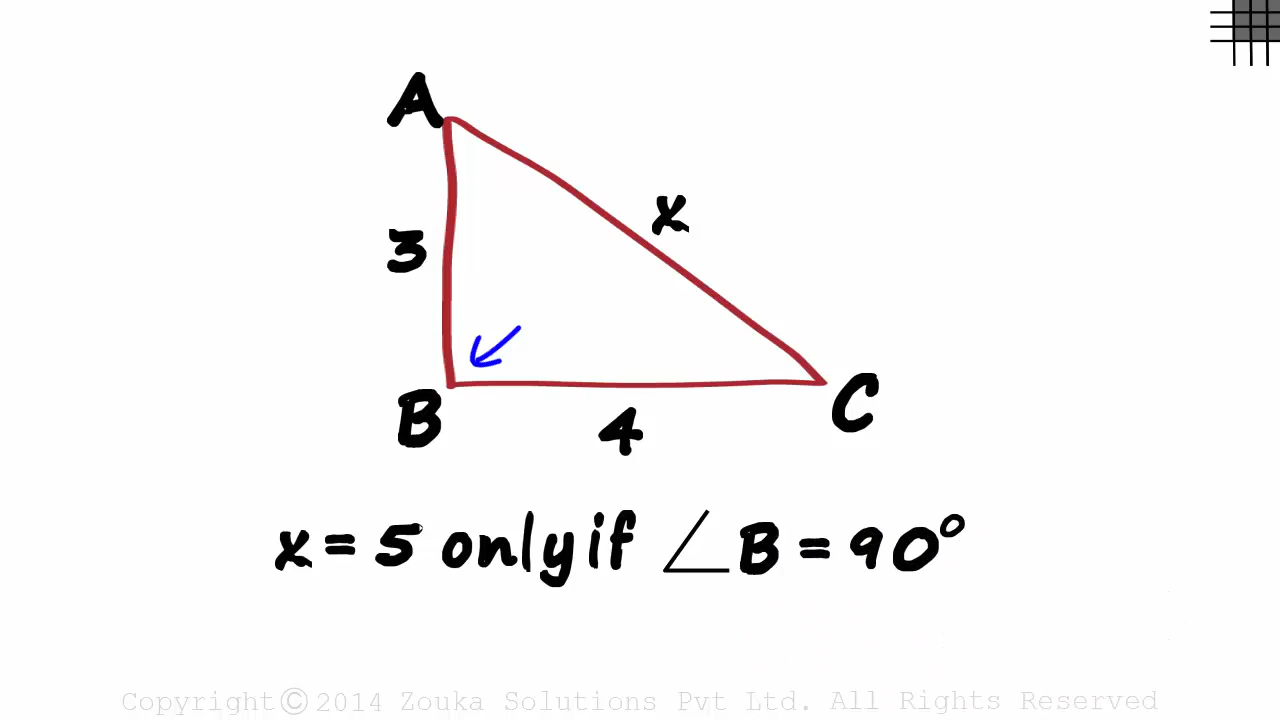 A
x
3
B
4
C
x = 5 only if ∠B = 90°
Copyright© 2014 Zouka Solutions Pvt Ltd. All Rights Reserved